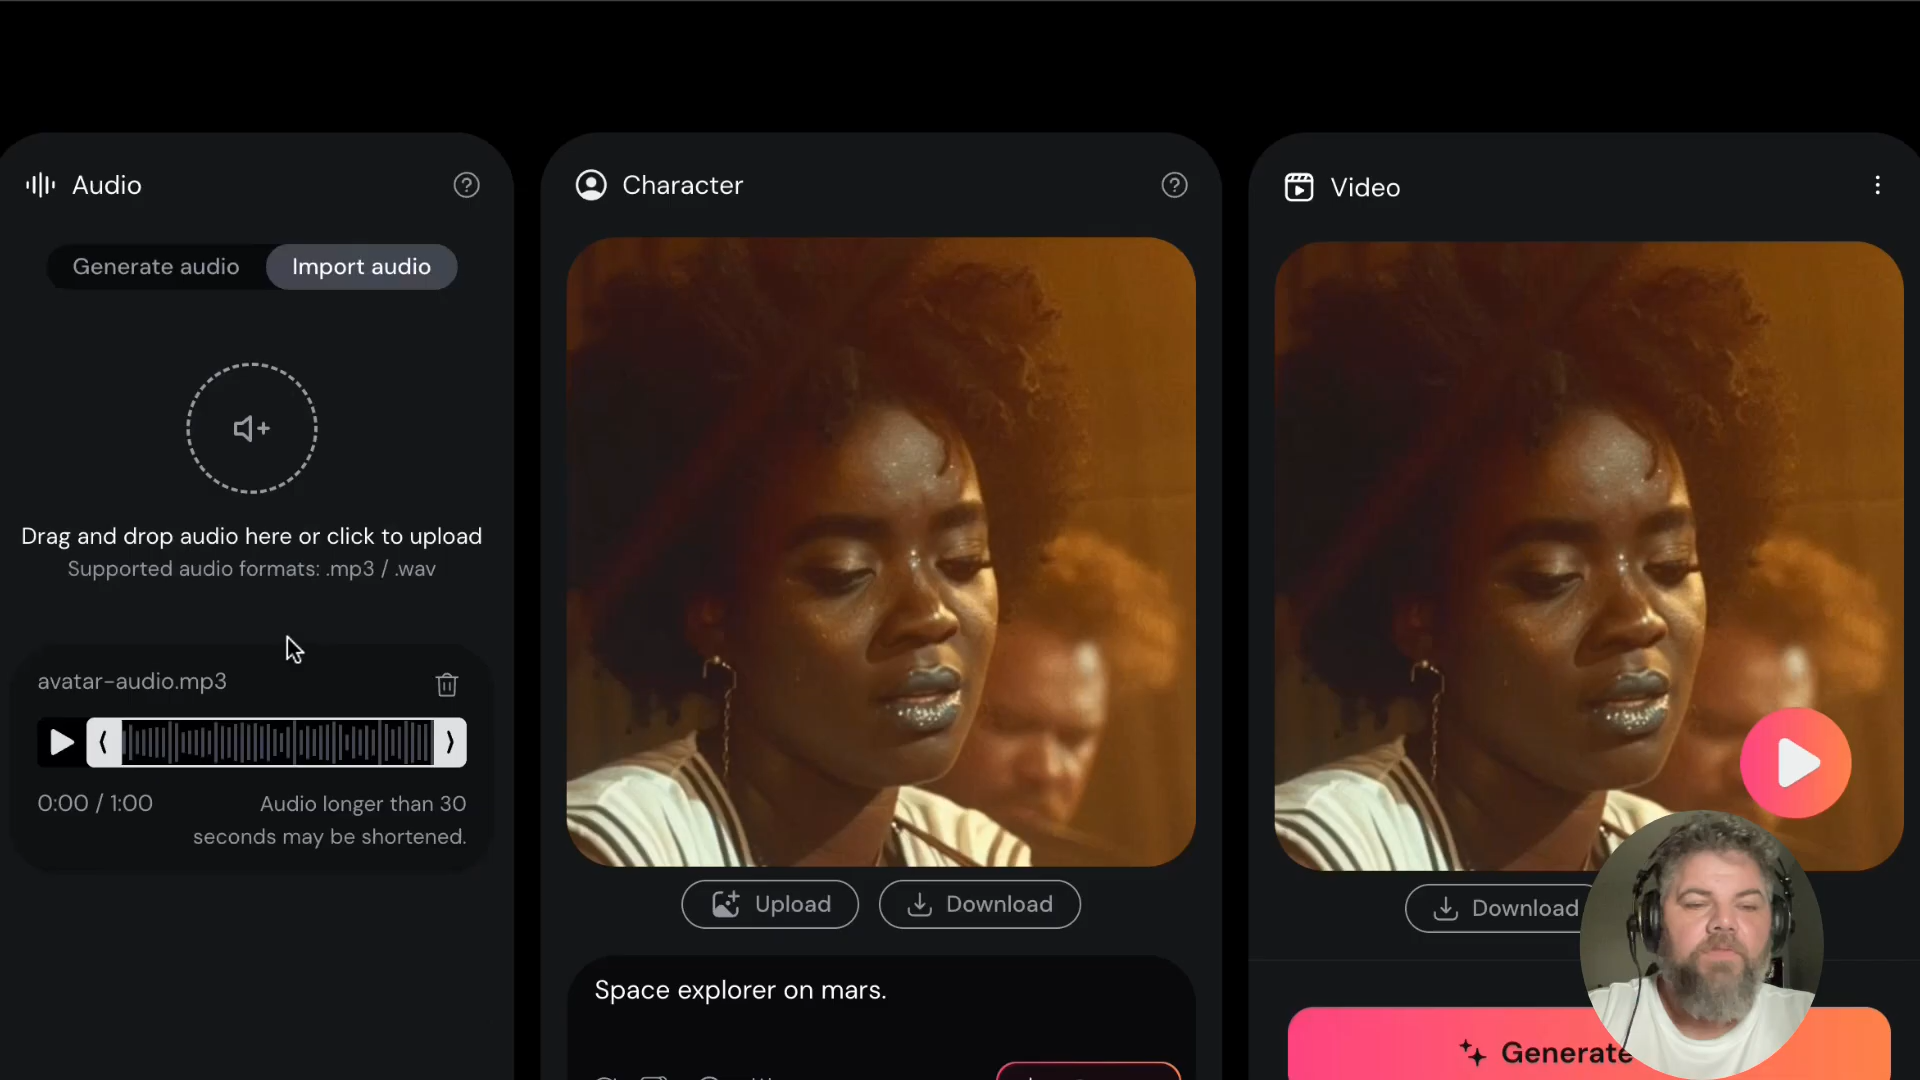 Audio
Generate audio
Import audio
Drag and drop audio here or click to upload
Supported audio formats: .mp3 / .wav
avatar-audio.mp3
0:00 / 1:00
Audio longer than 30
seconds may be shortened.
Character
Upload
Download
Space explorer on mars.
Video
Download
Generate